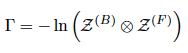 Γ = − ln ( 𝒵^(B) ⊗ 𝒵^(F) )